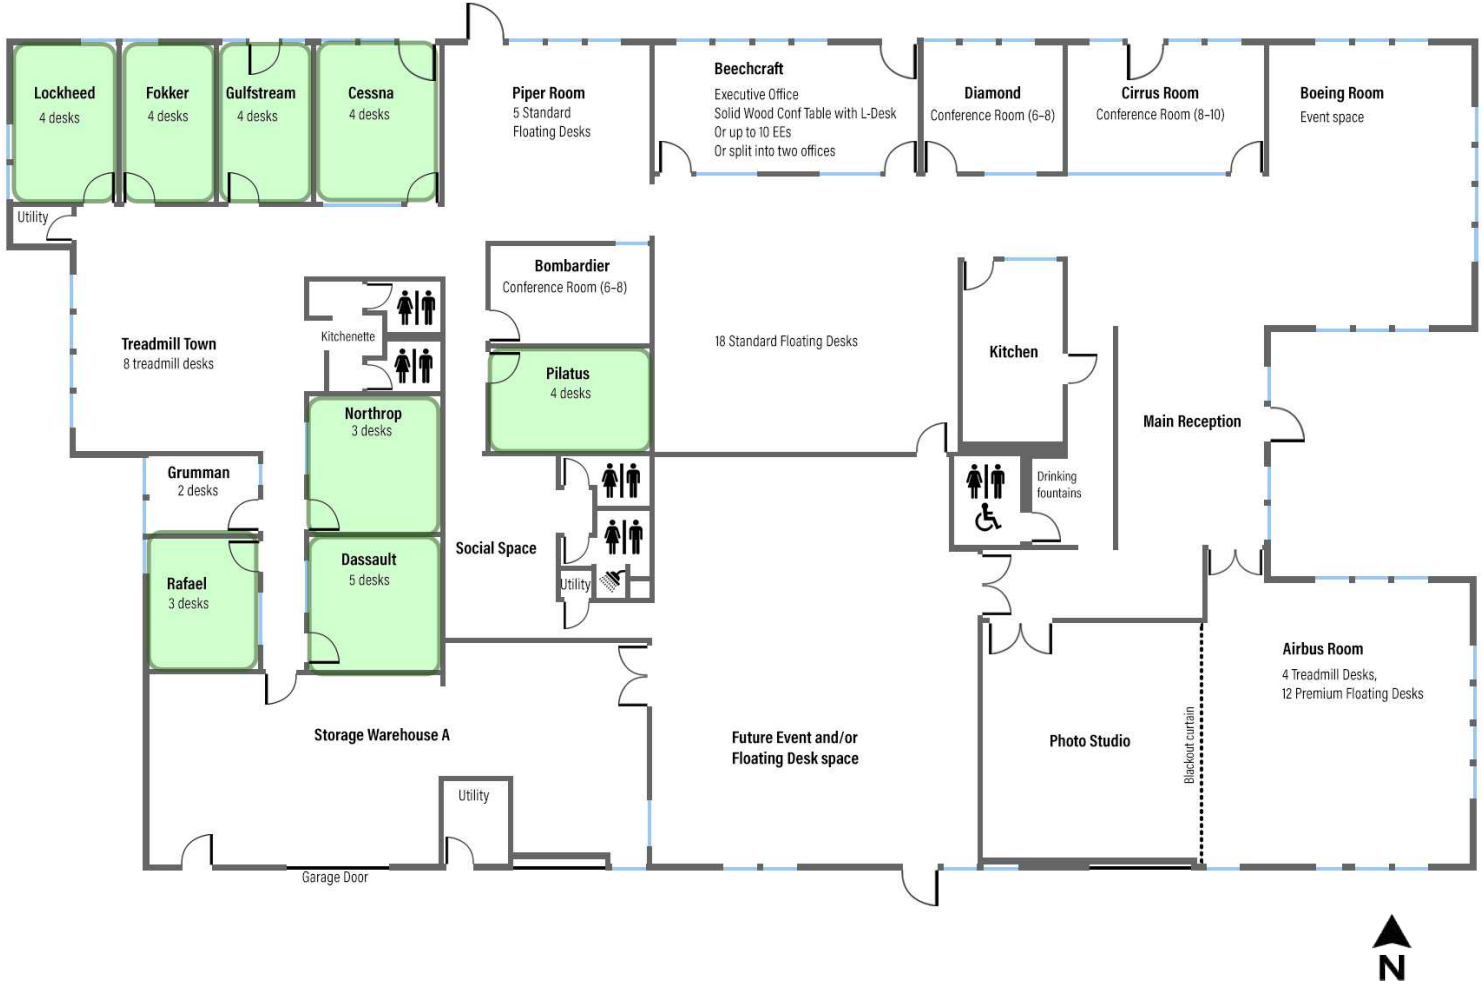 Lockheed
4 desks
Fokker
4 desks
Gulfstream
4 desks
Cessna
4 desks
Piper Room
5 Standard
Floating Desks
Beechcraft
Executive Office
Solid Wood Conf Table with L-Desk
Or up to 10 EEs
Or split into two offices
Diamond
Conference Room (6–8)
Cirrus Room
Conference Room (8–10)
Boeing Room
Event space
Utility
Bombardier
Conference Room (6–8)
Treadmill Town
8 treadmill desks
Kitchenette
18 Standard Floating Desks
Kitchen
Pilatus
4 desks
Northrop
3 desks
Main Reception
Grumman
2 desks
Drinking
fountains
Social Space
Dassault
5 desks
Rafael
3 desks
Utility
Airbus Room
4 Treadmill Desks,
12 Premium Floating Desks
Storage Warehouse A
Future Event and/or
Floating Desk space
Photo Studio
Blackout curtain
Utility
Garage Door
N